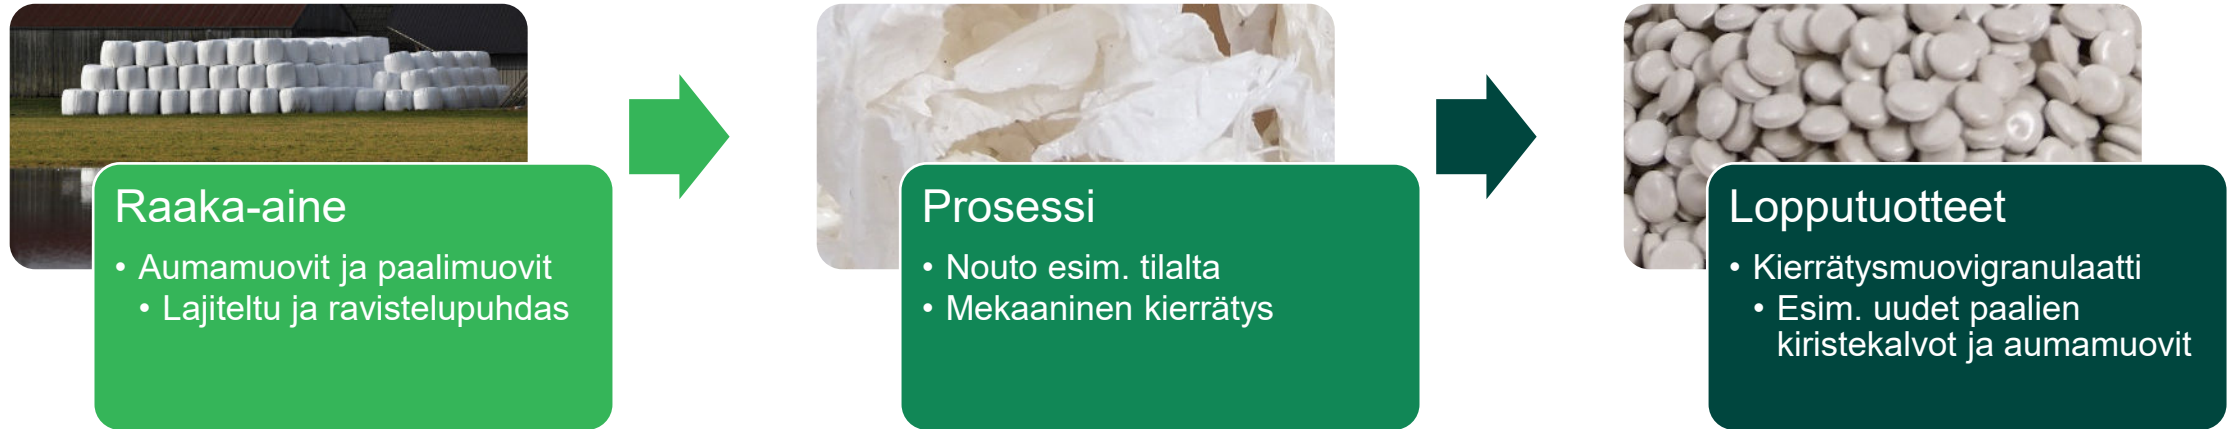 Raaka-aine
• Aumamuovit ja paalimuovit
• Lajiteltu ja ravistelupuhdas
Prosessi
• Nouto esim. tilalta
• Mekaaninen kierrätys
Lopputuotteet
• Kierrätysmuovigranulaatti
• Esim. uudet paalien
kiristekalvot ja aumamuovit